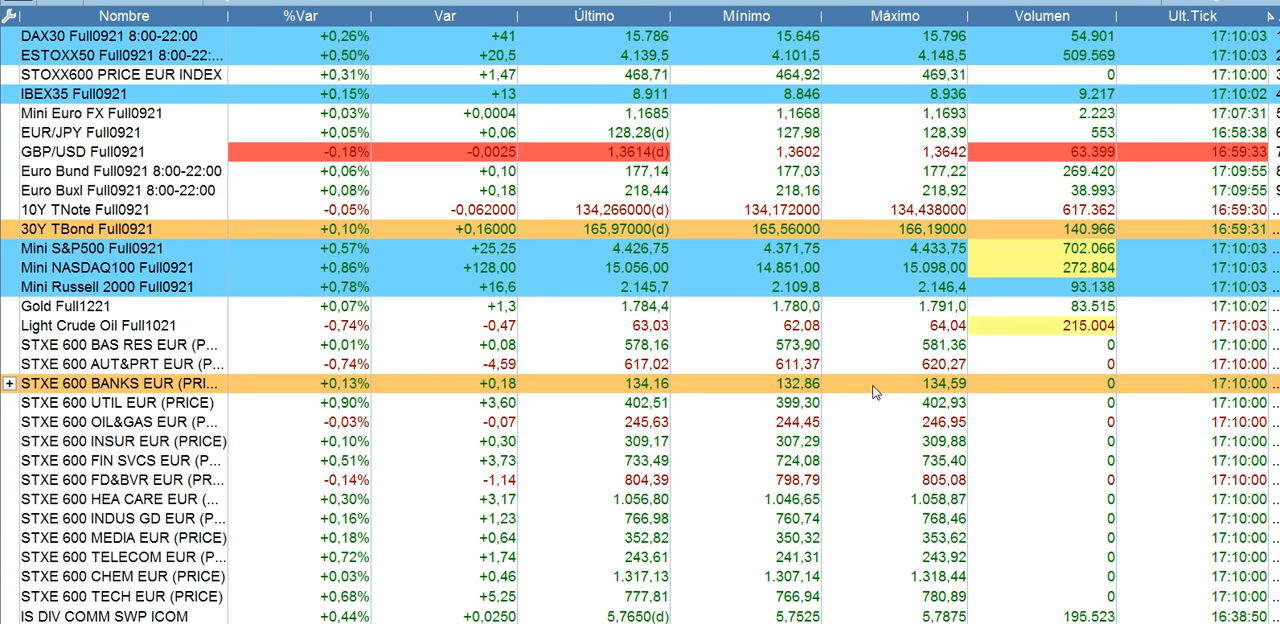 Nombre %Var Var Último Mínimo Máximo Volumen Ult.Tick
DAX30 Full0921 8:00-22:00 +0,26% +41 15.786 15.646 15.796 54.901 17:10:03
ESTOXX50 Full0921 8:00-22:... +0,50% +20,5 4.139,5 4.101,5 4.148,5 509.569 17:10:03
STOXX600 PRICE EUR INDEX +0,31% +1,47 468,71 464,92 469,31 0 17:10:00
IBEX35 Full0921 +0,15% +13 8.911 8.846 8.936 9.217 17:10:02
Mini Euro FX Full0921 +0,03% +0,0004 1,1685 1,1668 1,1693 2.223 17:07:31
EUR/JPY Full0921 +0,05% +0,06 128,28(d) 127,98 128,39 553 16:58:38
GBP/USD Full0921 -0,18% -0,0025 1,3614(d) 1,3602 1,3642 63.399 16:59:33
Euro Bund Full0921 8:00-22:00 +0,06% +0,10 177,14 177,03 177,22 269.420 17:09:55
Euro Buxl Full0921 8:00-22:00 +0,08% +0,18 218,44 218,16 218,92 38.993 17:09:55
10Y TNote Full0921 -0,05% -0,062000 134,266000(d) 134,172000 134,438000 617.362 16:59:30 ...
30Y TBond Full0921 +0,10% +0,16000 165,97000(d) 165,56000 166,19000 140.966 16:59:31 ...
Mini S&P500 Full0921 +0,57% +25,25 4.426,75 4.371,75 4.433,75 702.066 17:10:03 ...
Mini NASDAQ100 Full0921 +0,86% +128,00 15.056,00 14.851,00 15.098,00 272.804 17:10:03 ...
Mini Russell 2000 Full0921 +0,78% +16,6 2.145,7 2.109,8 2.146,4 93.138 17:10:03 ...
Gold Full1221 +0,07% +1,3 1.784,4 1.780,0 1.791,0 83.515 17:10:02 ...
Light Crude Oil Full1021 -0,74% -0,47 63,03 62,08 64,04 215.004 17:10:03 ...
STXE 600 BAS RES EUR (P... +0,01% +0,08 578,16 573,90 581,36 0 17:10:00 ...
STXE 600 AUT&PRT EUR (P... -0,74% -4,59 617,02 611,37 620,27 0 17:10:00 ...
STXE 600 BANKS EUR (PRI... +0,13% +0,18 134,16 132,86 134,59 0 17:10:00 ...
STXE 600 UTIL EUR (PRICE) +0,90% +3,60 402,51 399,30 402,93 0 17:10:00 ...
STXE 600 OIL&GAS EUR (P... -0,03% -0,07 245,63 244,45 246,95 0 17:10:00 ...
STXE 600 INSUR EUR (PRICE) +0,10% +0,30 309,17 307,29 309,88 0 17:10:00 ...
STXE 600 FIN SVCS EUR (P... +0,51% +3,73 733,49 724,08 735,40 0 17:10:00 ...
STXE 600 FD&BVR EUR (PR... -0,14% -1,14 804,39 798,79 805,08 0 17:10:00 ...
STXE 600 HEA CARE EUR (... +0,30% +3,17 1.056,80 1.046,65 1.058,87 0 17:10:00 ...
STXE 600 INDUS GD EUR (P... +0,16% +1,23 766,98 760,74 768,46 0 17:10:00 ...
STXE 600 MEDIA EUR (PRICE) +0,18% +0,64 352,82 350,32 353,62 0 17:10:00 ...
STXE 600 TELECOM EUR (P... +0,72% +1,74 243,61 241,31 243,92 0 17:10:00 ...
STXE 600 CHEM EUR (PRICE) +0,03% +0,46 1.317,13 1.307,14 1.318,44 0 17:10:00 ...
STXE 600 TECH EUR (PRICE) +0,68% +5,25 777,81 766,94 780,89 0 17:10:00 ...
IS DIV COMM SWP ICOM +0,44% +0,0250 5,7650(d) 5,7525 5,7875 195.523 16:38:50 ...